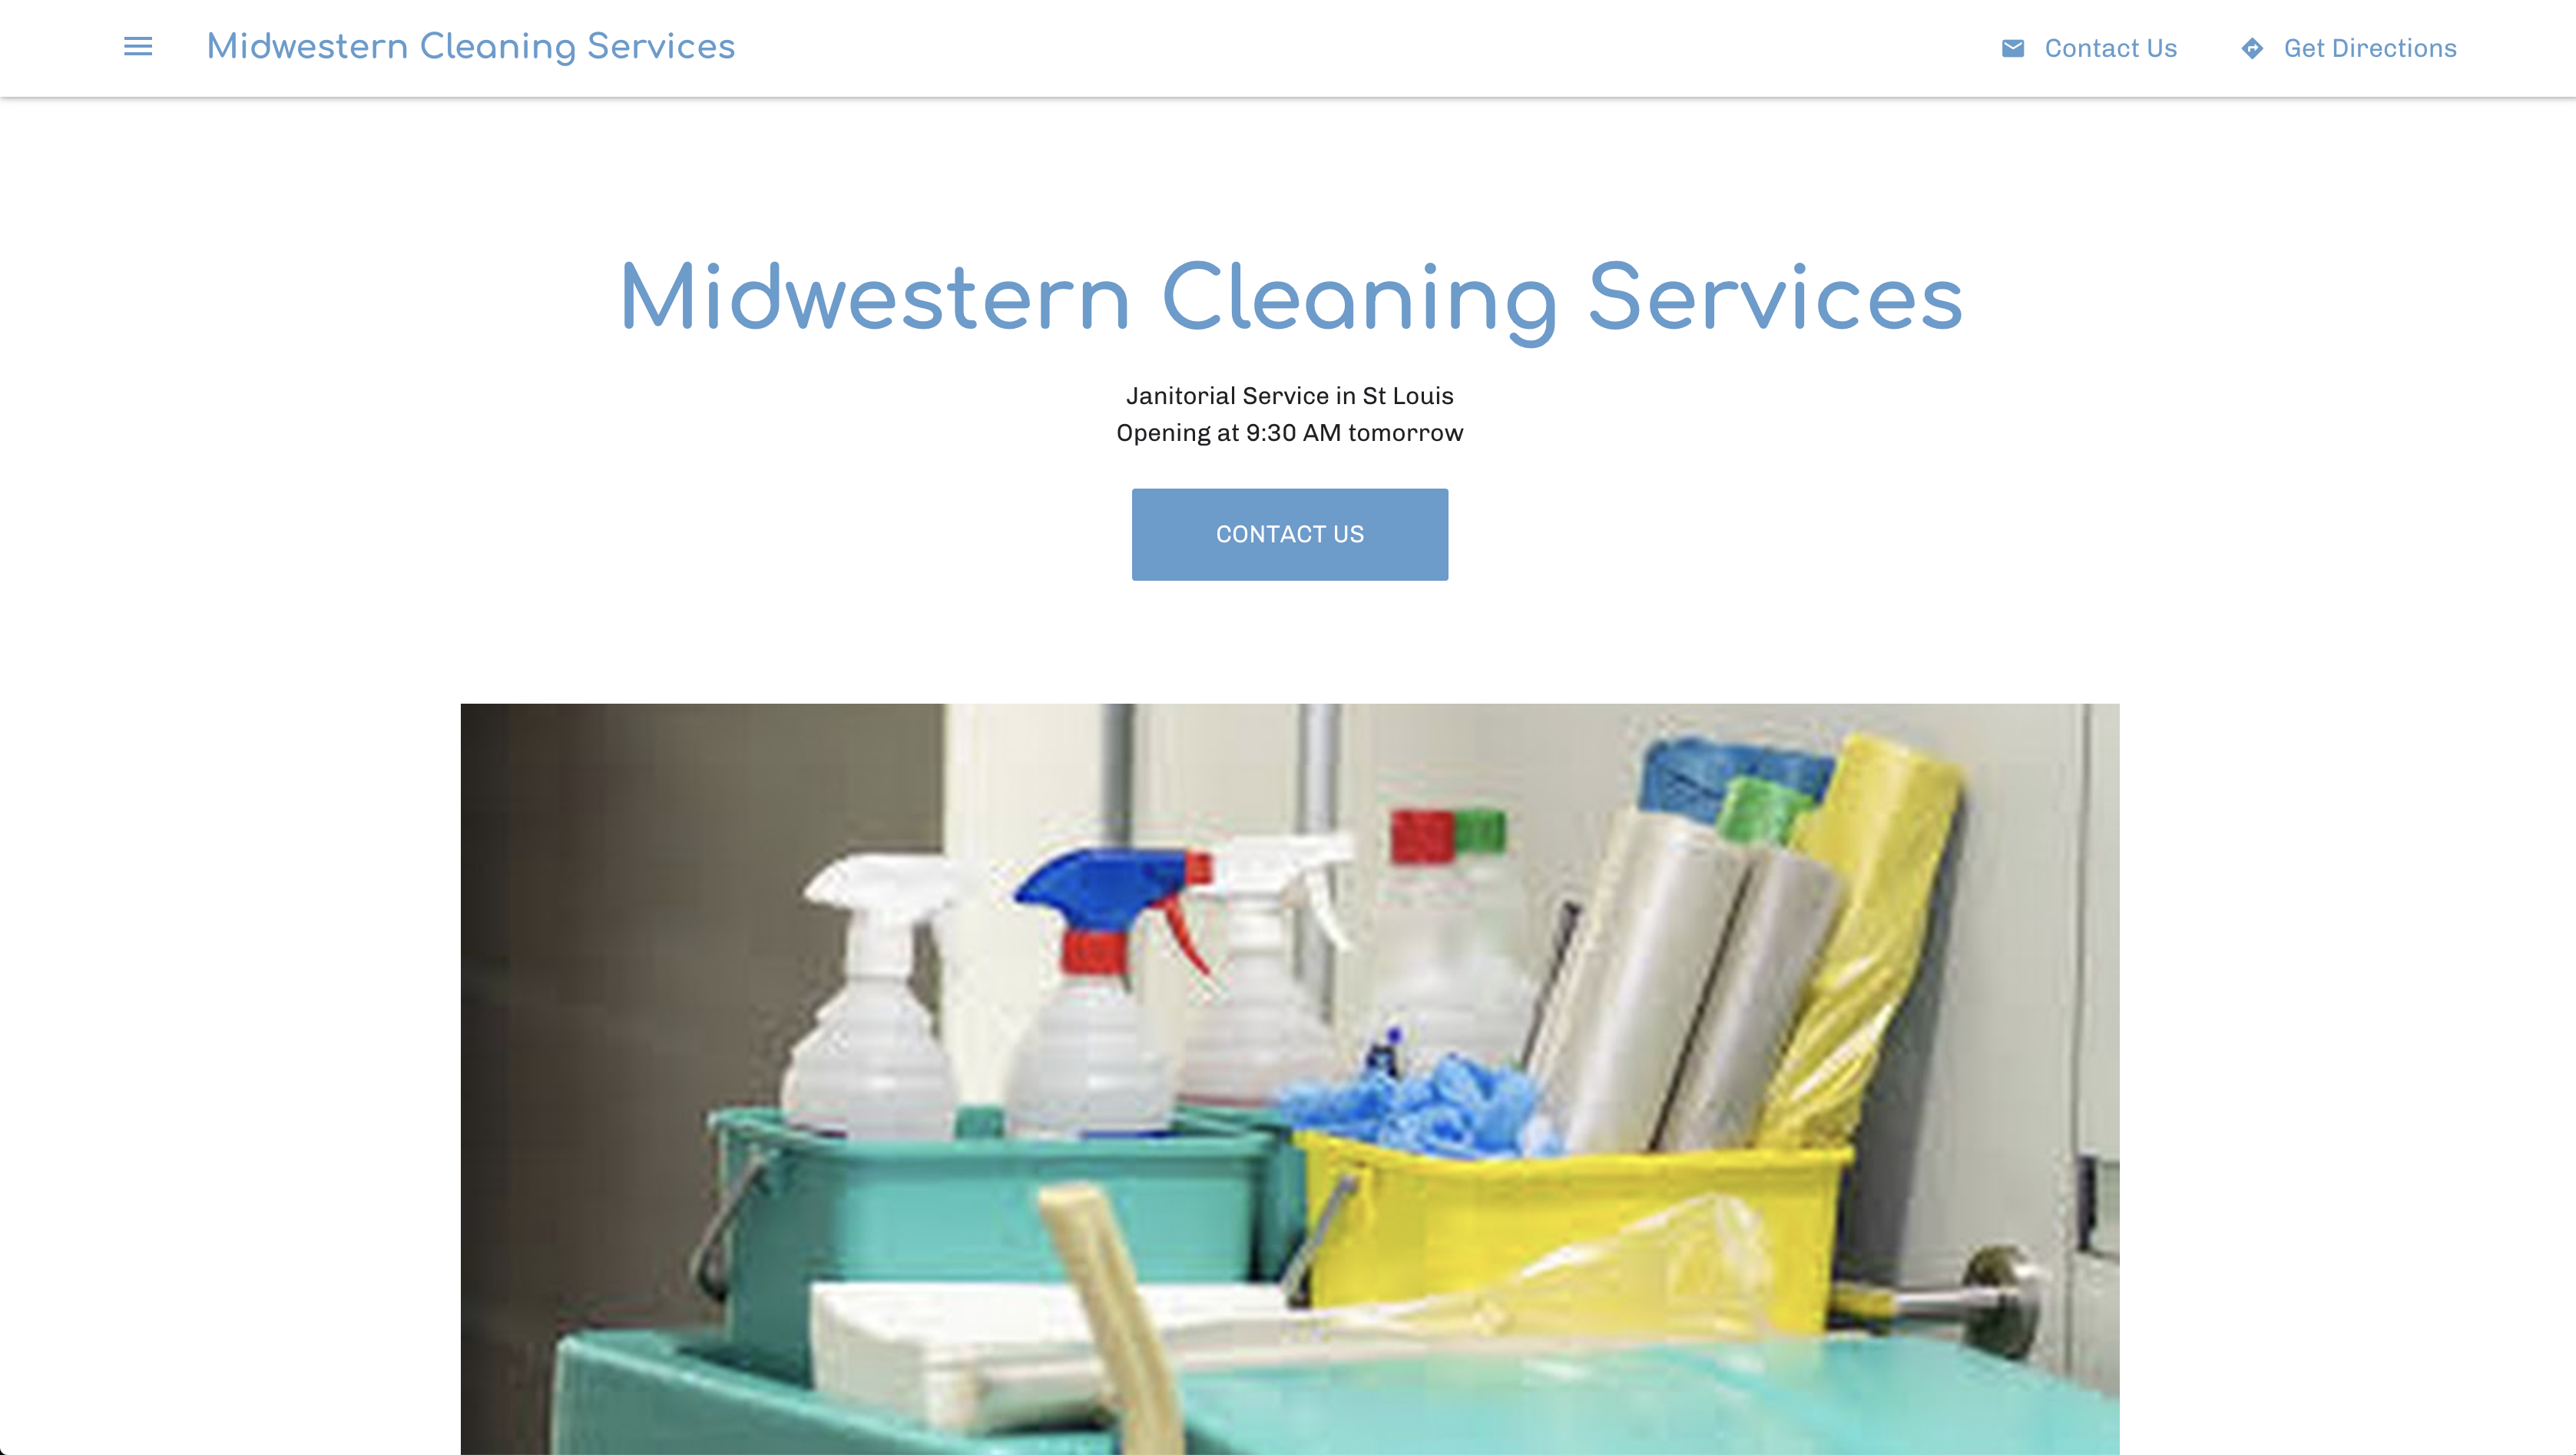 Midwestern Cleaning Services
Contact Us
Get Directions
Midwestern Cleaning Services
Janitorial Service in St Louis
Opening at 9:30 AM tomorrow
CONTACT US